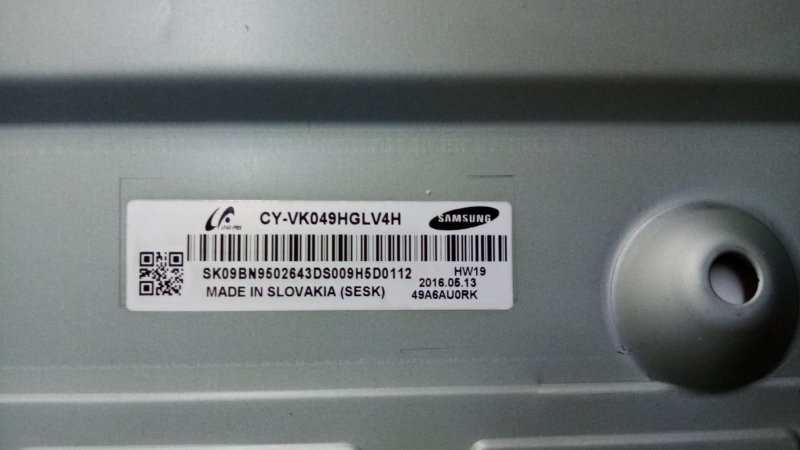 CY-VK049HGLV4H
SAMSUNG
SK09BN9502643DS009H5D0112
HW19
2016.05.13
MADE IN SLOVAKIA (SESK)
49A6AU0RK